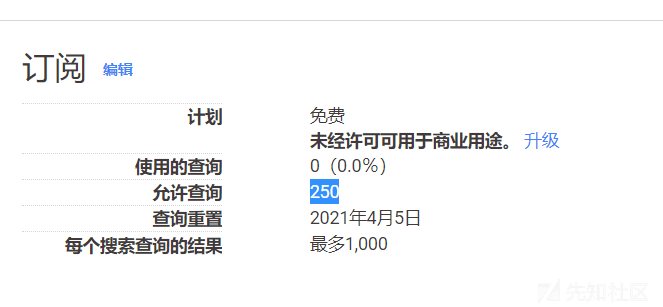 订阅 编辑
计划 免费
未经许可可用于商业用途。 升级
使用的查询 0（0.0％）
允许查询 250
查询重置 2021年4月5日
每个搜索查询的结果 最多1,000
先知社区